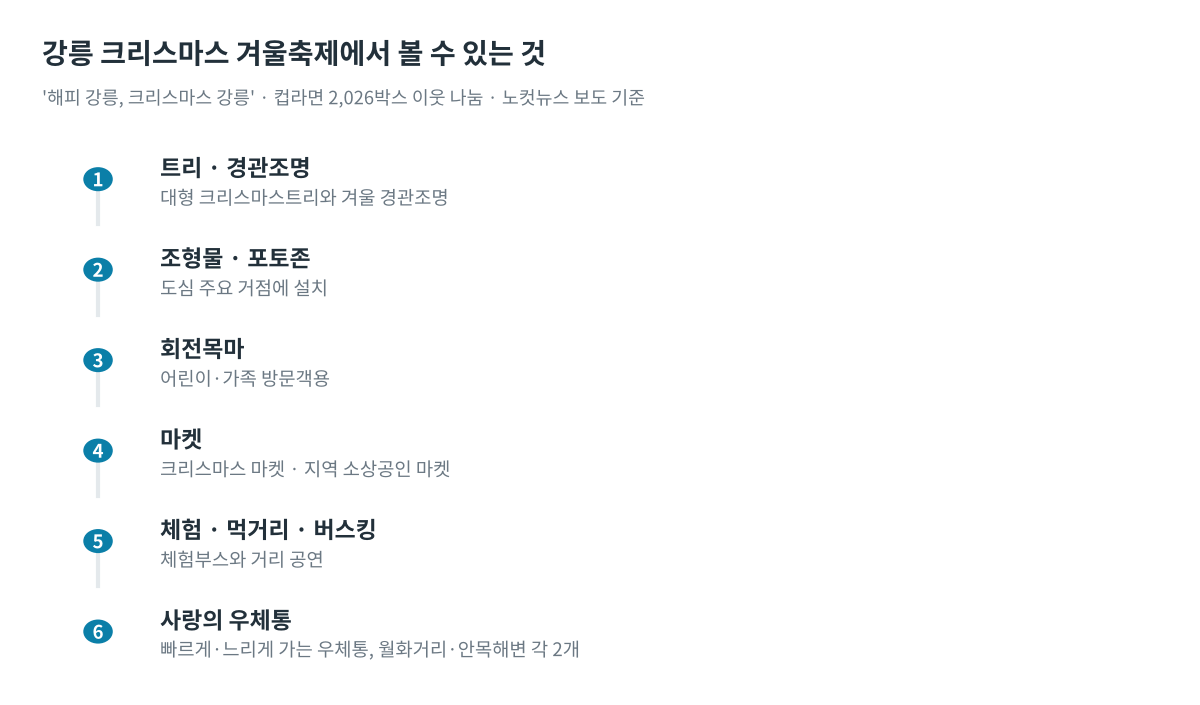 강릉 크리스마스 겨울축제에서 볼 수 있는 것
'해피 강릉, 크리스마스 강릉' · 컵라면 2,026박스 이웃 나눔 · 노컷뉴스 보도 기준
1
트리 · 경관조명
대형 크리스마스트리와 겨울 경관조명
2
조형물 · 포토존
도심 주요 거점에 설치
3
회전목마
어린이·가족 방문객용
4
마켓
크리스마스 마켓 · 지역 소상공인 마켓
5
체험 · 먹거리 · 버스킹
체험부스와 거리 공연
6
사랑의 우체통
빠르게·느리게 가는 우체통, 월화거리·안목해변 각 2개